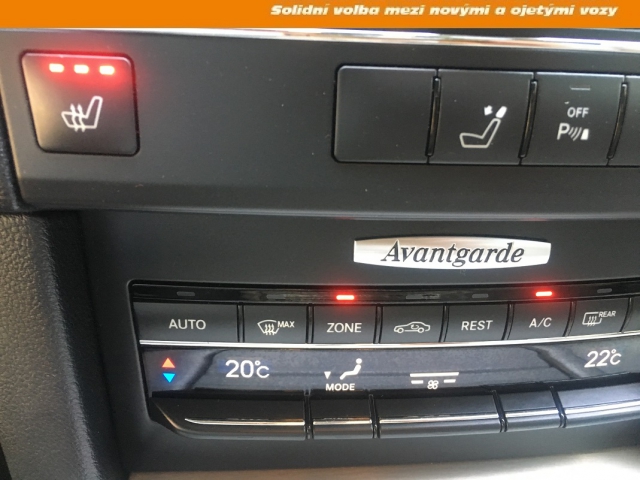 Solidní volba mezi novými a ojetými vozy
OFF
P
Avantgarde
AUTO MAX ZONE REST A/C REAR
20°C 22°C
MODE